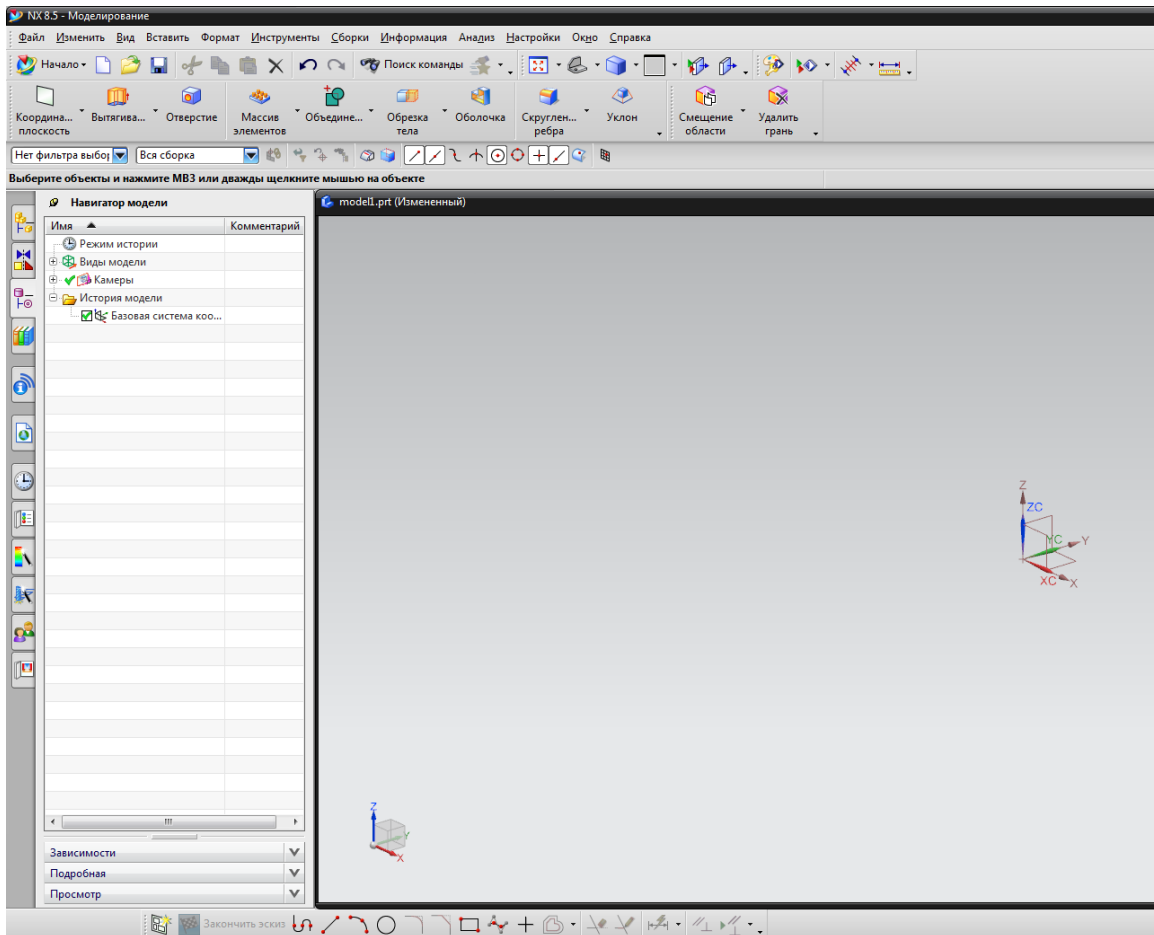 NX 8.5 - Моделирование
Файл Изменить Вид Вставить Формат Инструменты Сборки Информация Анализ Настройки Окно Справка
Начало Поиск команды
Координа... плоскость Вытягива... Отверстие Массив элементов Объедине... Обрезка тела Оболочка Скруглен... ребра Уклон Смещение области Удалить грань
Нет фильтра выбор Вся сборка
Выберите объекты и нажмите MB3 или дважды щелкните мышью на объекте
Навигатор модели
model1.prt (Измененный)
Имя Комментарий
Режим истории
Виды модели
Камеры
История модели
Базовая система коо...
Z
ZC
YC Y
XC X
Z
Y
X
Зависимости
Подробная
Просмотр
Закончить эскиз